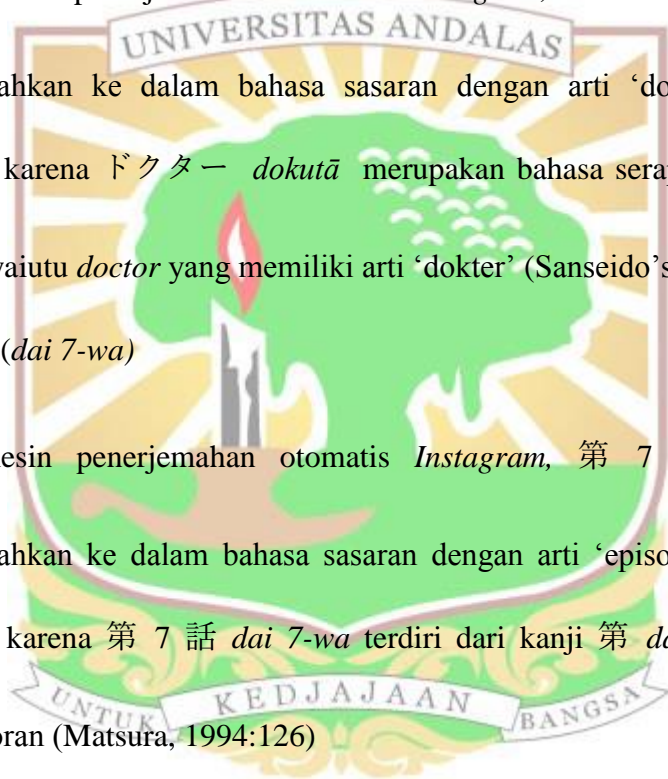 UNIVERSITAS ANDALAS
ahkan ke dalam bahasa sasaran dengan arti ‘do
karena ドクター dokutā merupakan bahasa sera
aiutu doctor yang memiliki arti ‘dokter’ (Sanseido’s
(dai 7-wa)
esin penerjemahan otomatis Instagram, 第 7
ahkan ke dalam bahasa sasaran dengan arti ‘episo
karena 第 7 話 dai 7-wa terdiri dari kanji 第 da
UNTUK KEDJAJAAN BANGSA
oran (Matsura, 1994:126)